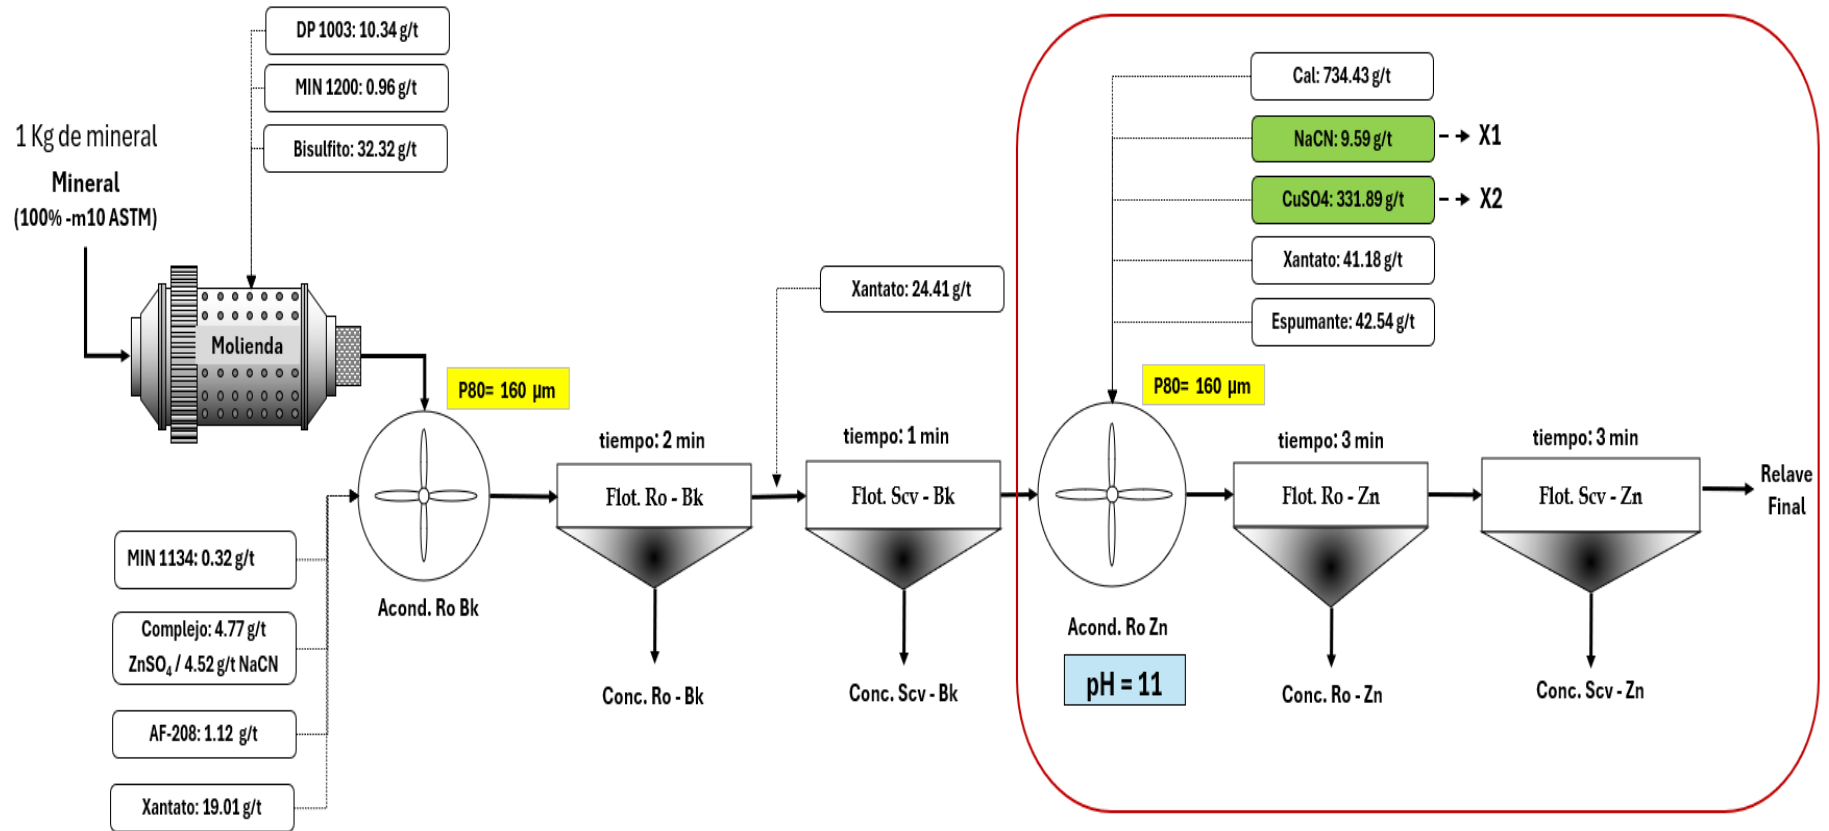 DP 1003: 10.34 g/t
MIN 1200: 0.96 g/t
Bisulfito: 32.32 g/t
1 Kg de mineral
Mineral
(100% -m10 ASTM)
Molienda
P80= 160 µm
MIN 1134: 0.32 g/t
Complejo: 4.77 g/t
ZnSO₄ / 4.52 g/t NaCN
AF-208: 1.12 g/t
Xantato: 19.01 g/t
Acond. Ro Bk
tiempo: 2 min
Flot. Ro - Bk
Conc. Ro - Bk
Xantato: 24.41 g/t
tiempo: 1 min
Flot. Scv - Bk
Conc. Scv - Bk
Cal: 734.43 g/t
NaCN: 9.59 g/t
X1
CuSO4: 331.89 g/t
X2
Xantato: 41.18 g/t
Espumante: 42.54 g/t
P80= 160 µm
Acond. Ro Zn
pH = 11
tiempo: 3 min
Flot. Ro - Zn
Conc. Ro - Zn
tiempo: 3 min
Flot. Scv - Zn
Conc. Scv - Zn
Relave
Final